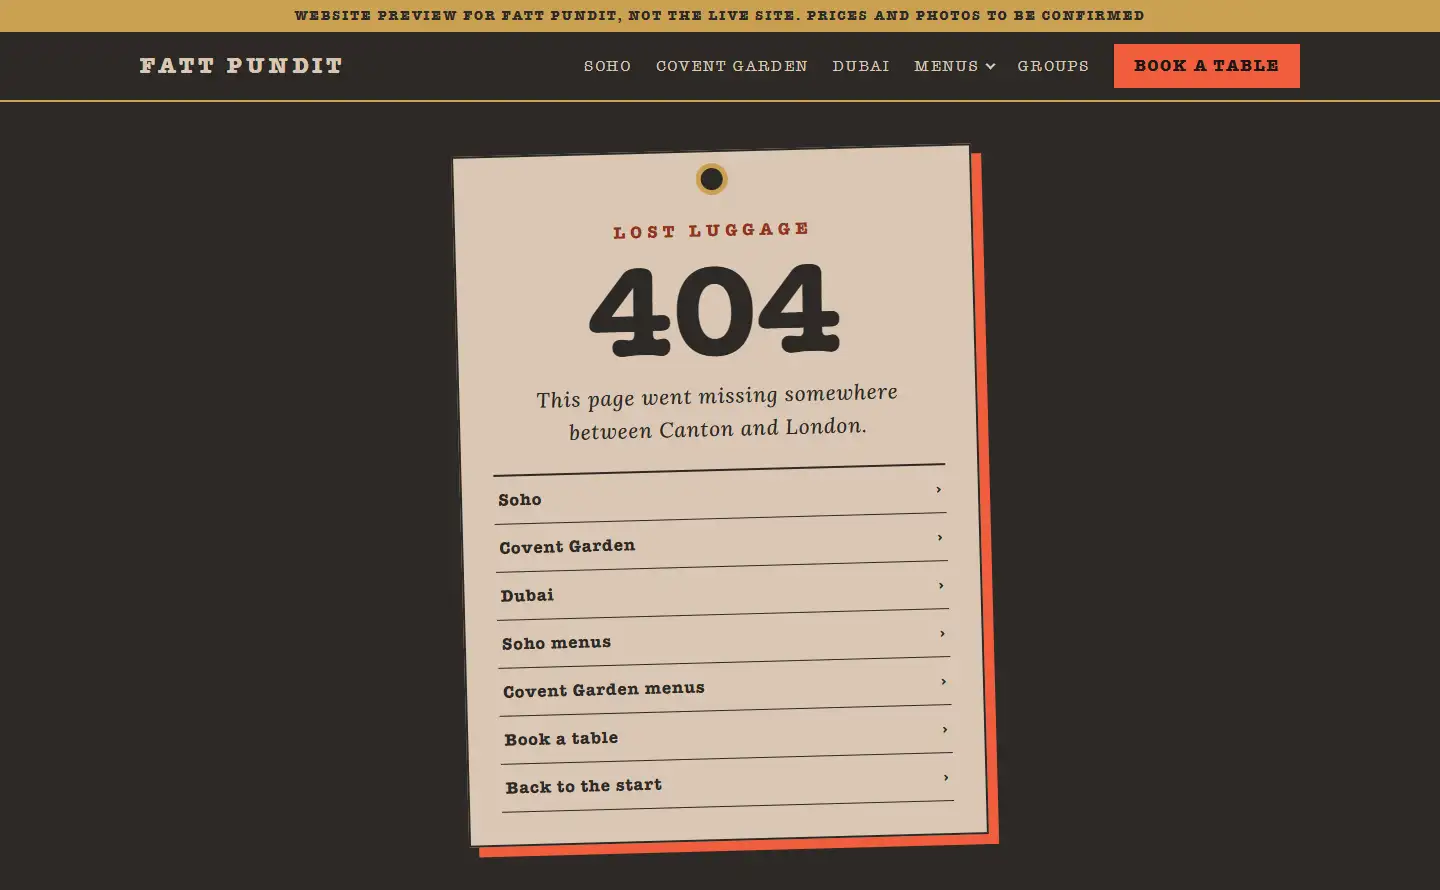 WEBSITE PREVIEW FOR FATT PUNDIT, NOT THE LIVE SITE. PRICES AND PHOTOS TO BE CONFIRMED
FATT PUNDIT
SOHO
COVENT GARDEN
DUBAI
MENUS
GROUPS
BOOK A TABLE
LOST LUGGAGE
404
This page went missing somewhere
between Canton and London.
Soho ›
Covent Garden ›
Dubai ›
Soho menus ›
Covent Garden menus ›
Book a table ›
Back to the start ›